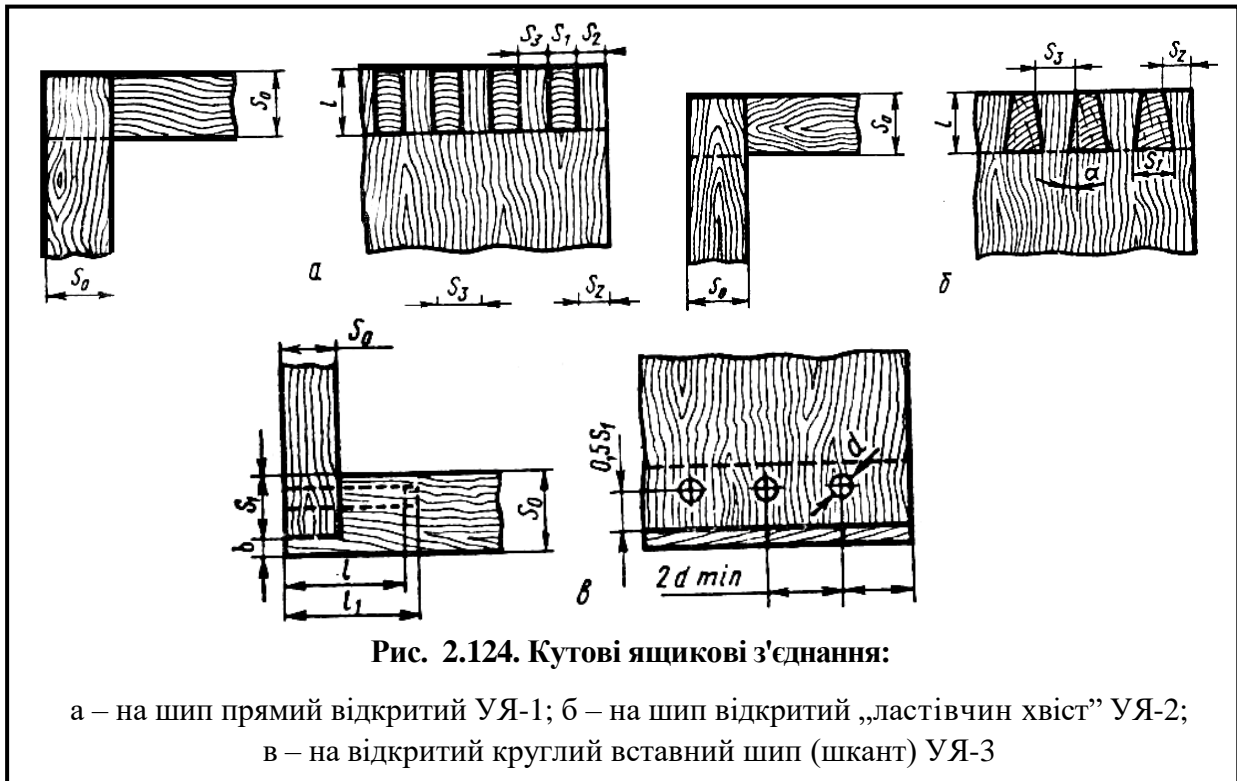 S₃ S₁ S₂
l
S₀
S₀
а
S₃
S₂
l
S₀
S₁
α
S₀
б
S₃
S₂
S₀
S₁
b
S₀
l
l₁
0,5S₁
d
2d min
в
Рис. 2.124. Кутові ящикові з'єднання:
а – на шип прямий відкритий УЯ-1; б – на шип відкритий „ластівчин хвіст” УЯ-2;
в – на відкритий круглий вставний шип (шкант) УЯ-3